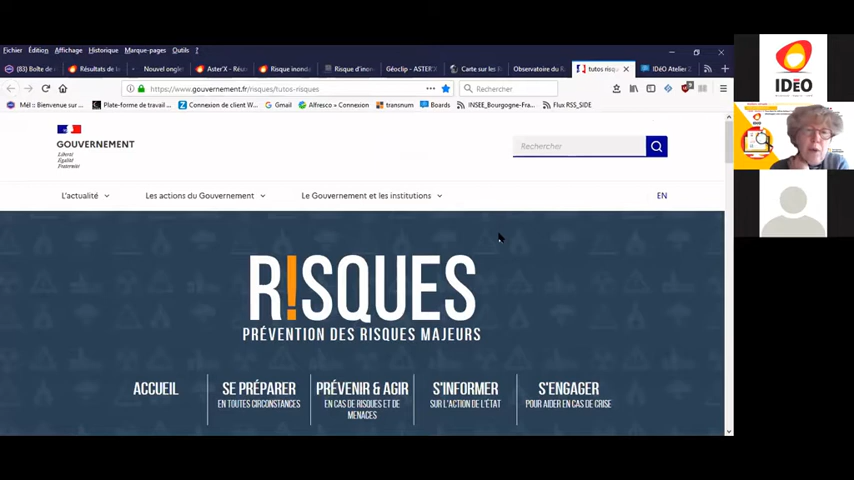 Fichier Édition Affichage Historique Marque-pages Outils ?
(83) Boîte de Résultats de Nouvel onglet Aster'X - Réu Risque inonde Risque d'inon Géoclip - ASTER Carte sur les R Observatoire du R tutos risqu IDéO Atelier 2
https://www.gouvernement.fr/risques/tutos-risques
Rechercher
Mél :: Bienvenue sur ... Plate-forme de travail ... Connexion de client W... Gmail Alfresco » Connexion transnum Boards INSEE_Bourgogne-Fra... Flux RSS_SIDE
GOUVERNEMENT
Liberté
Égalité
Fraternité
Rechercher
L'actualité Les actions du Gouvernement Le Gouvernement et les institutions EN
R!SQUES
PRÉVENTION DES RISQUES MAJEURS
ACCUEIL
SE PRÉPARER
EN TOUTES CIRCONSTANCES
PRÉVENIR & AGIR
EN CAS DE RISQUES ET DE
MENACES
S'INFORMER
SUR L'ACTION DE L'ÉTAT
S'ENGAGER
POUR AIDER EN CAS DE CRISE
IDÉO